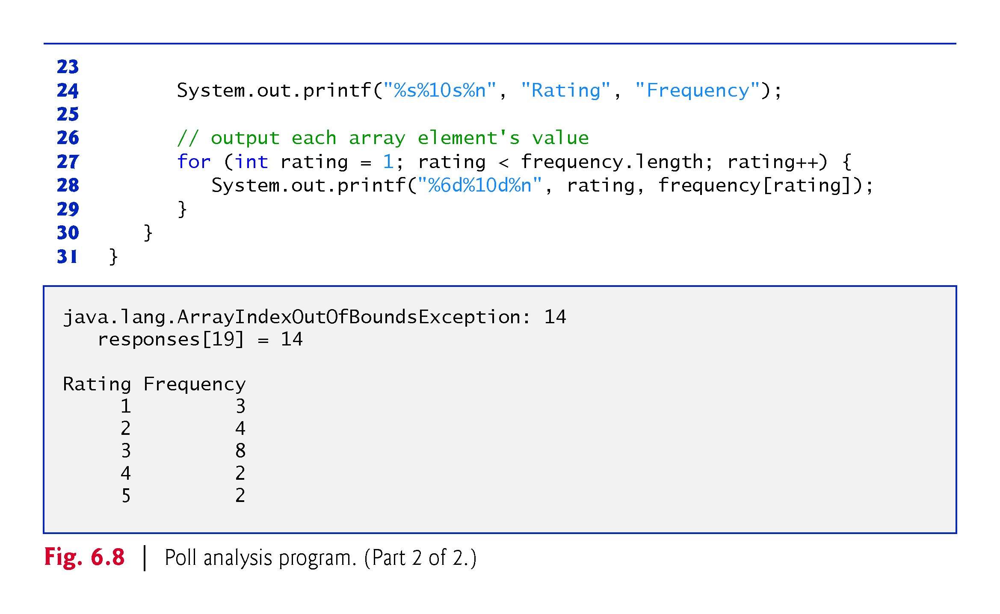 23
24         System.out.printf("%s%10s%n", "Rating", "Frequency");
25
26         // output each array element's value
27         for (int rating = 1; rating < frequency.length; rating++) {
28            System.out.printf("%6d%10d%n", rating, frequency[rating]);
29         }
30      }
31   }
java.lang.ArrayIndexOutOfBoundsException: 14
   responses[19] = 14
Rating Frequency
     1         3
     2         4
     3         8
     4         2
     5         2
Fig. 6.8 | Poll analysis program. (Part 2 of 2.)